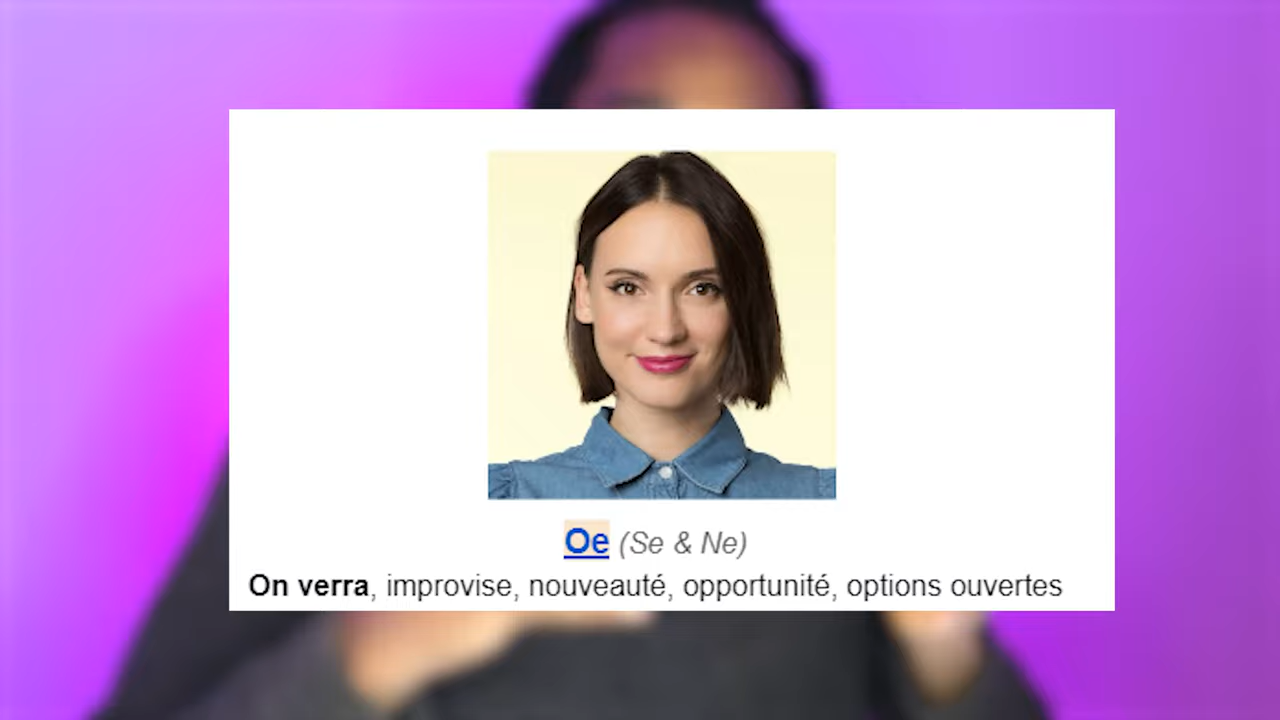 Oe (Se & Ne)
On verra, improvise, nouveauté, opportunité, options ouvertes